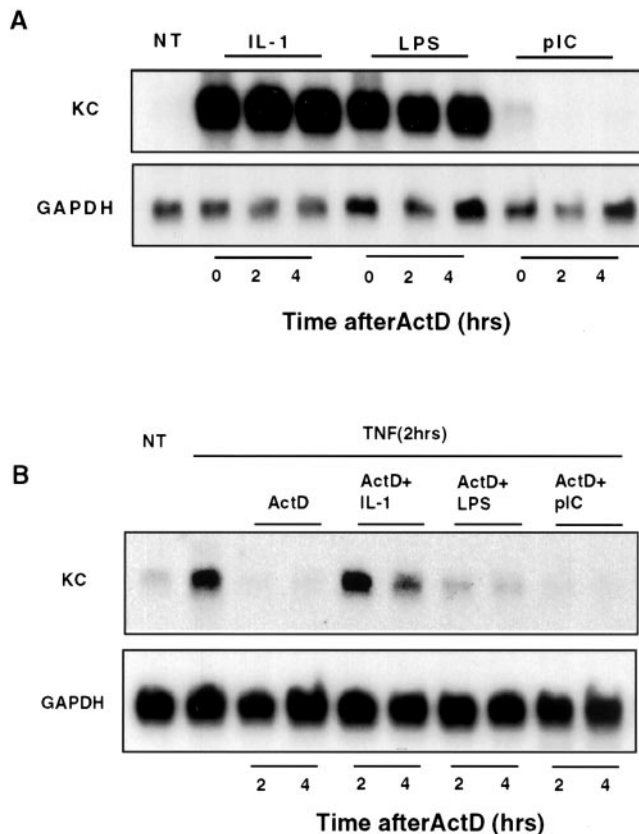 A
NT IL-1 LPS pIC
KC
GAPDH
0 2 4 0 2 4 0 2 4
Time afterActD (hrs)
NT TNF(2hrs)
B
ActD ActD+ IL-1 ActD+ LPS ActD+ pIC
KC
GAPDH
2 4 2 4 2 4 2 4
Time afterActD (hrs)